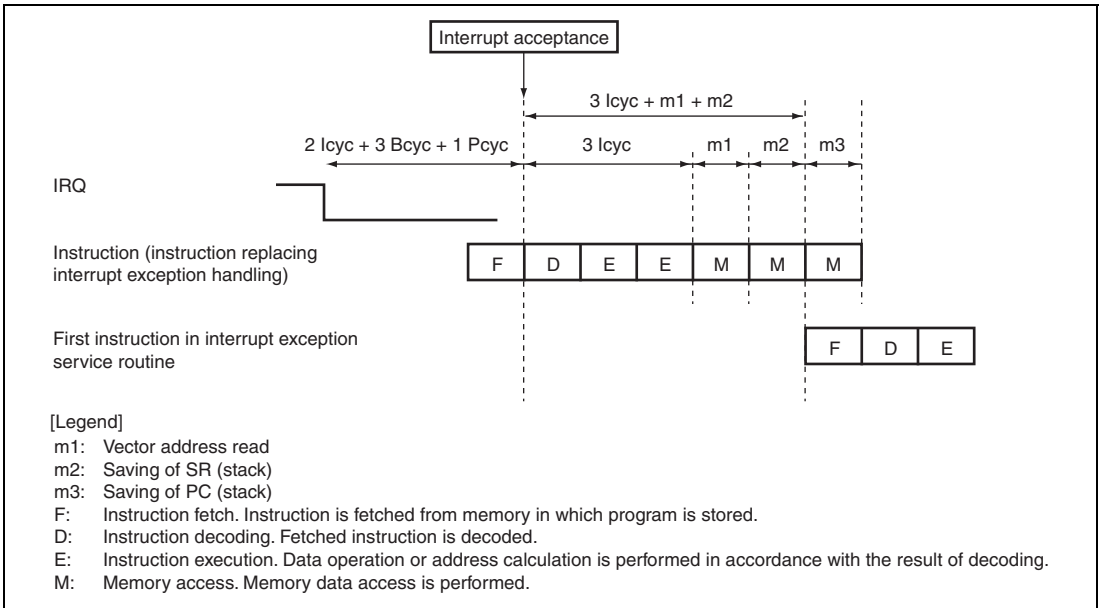 Interrupt acceptance
3 Icyc + m1 + m2
2 Icyc + 3 Bcyc + 1 Pcyc
3 Icyc
m1
m2
m3
IRQ
Instruction (instruction replacing
interrupt exception handling)
F D E E M M M
First instruction in interrupt exception
service routine
F D E
[Legend]
m1: Vector address read
m2: Saving of SR (stack)
m3: Saving of PC (stack)
F: Instruction fetch. Instruction is fetched from memory in which program is stored.
D: Instruction decoding. Fetched instruction is decoded.
E: Instruction execution. Data operation or address calculation is performed in accordance with the result of decoding.
M: Memory access. Memory data access is performed.